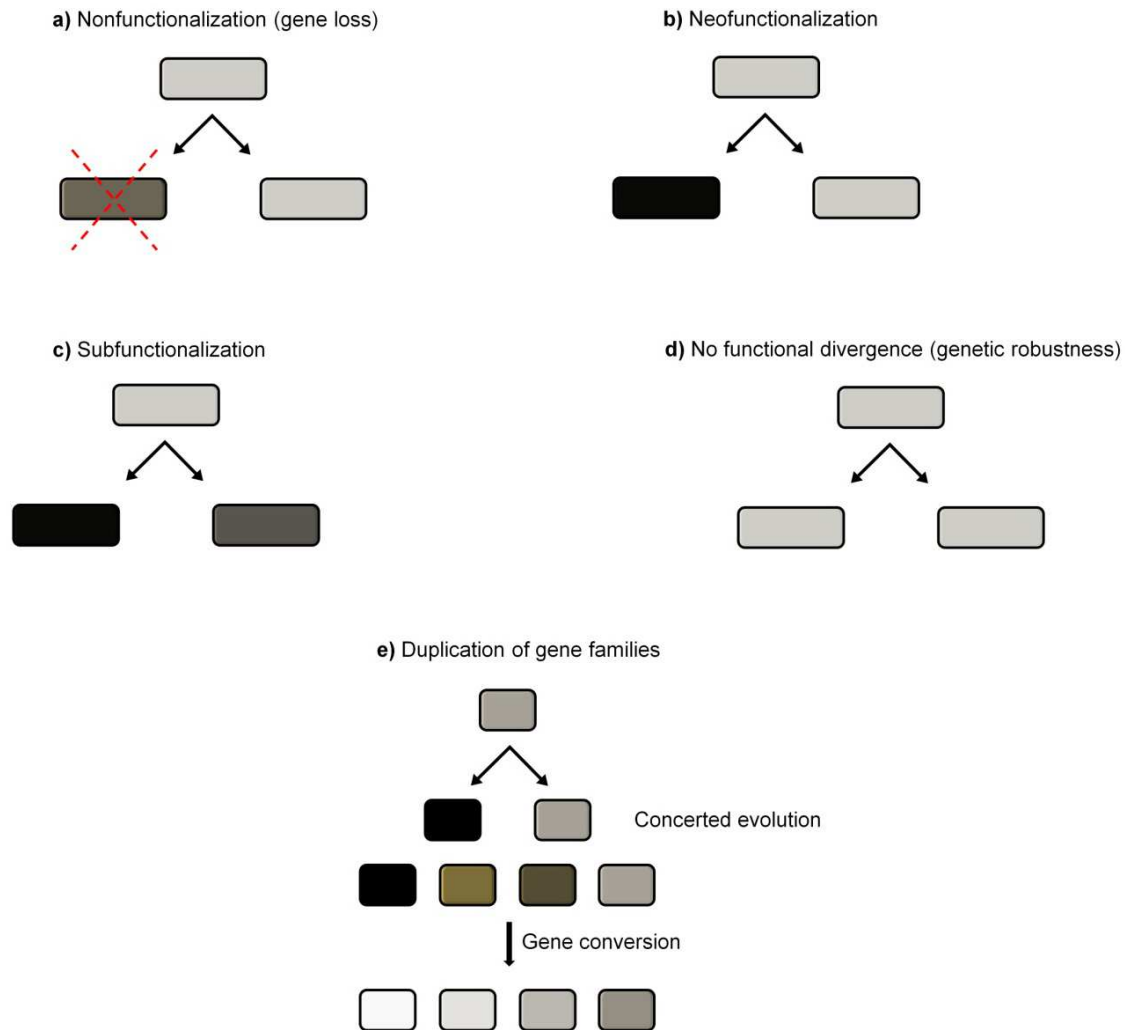 a) Nonfunctionalization (gene loss)
b) Neofunctionalization
c) Subfunctionalization
d) No functional divergence (genetic robustness)
e) Duplication of gene families
Concerted evolution
Gene conversion